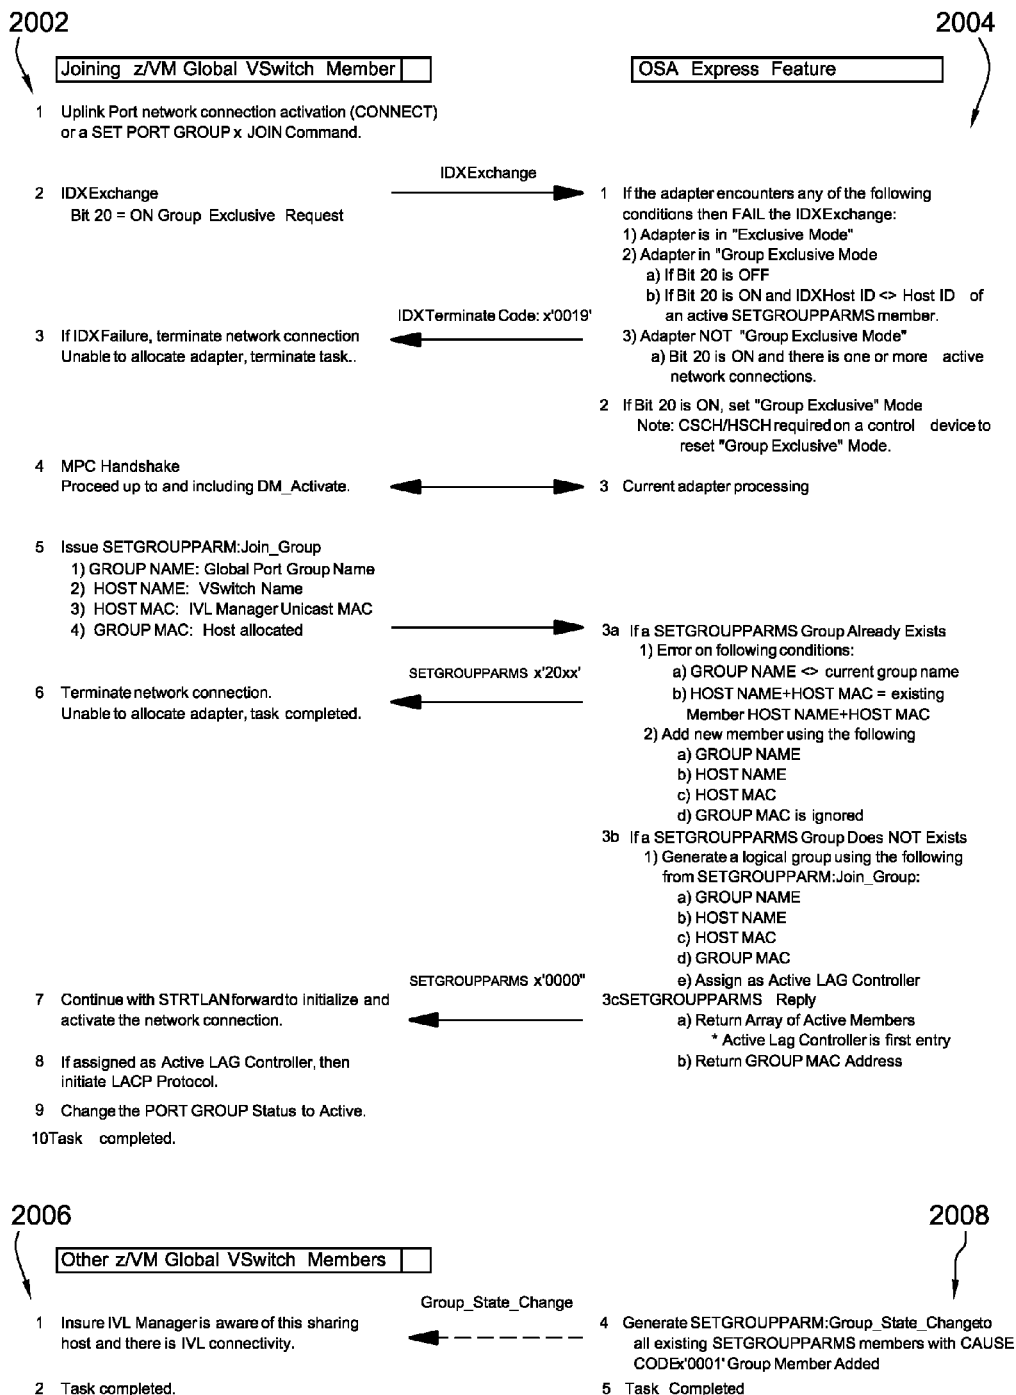 2002
2004
Joining z/VM Global VSwitch Member
OSA Express Feature
1 Uplink Port network connection activation (CONNECT)
or a SET PORT GROUP x JOIN Command.
IDXExchange
2 IDXExchange
Bit 20 = ON Group Exclusive Request
1 If the adapter encounters any of the following
conditions then FAIL the IDXExchange:
1) Adapter is in "Exclusive Mode"
2) Adapter in "Group Exclusive Mode
a) If Bit 20 is OFF
b) If Bit 20 is ON and IDXHost ID <> Host ID of
an active SETGROUPPARMS member.
IDXTerminate Code: x'0019'
3 If IDX Failure, terminate network connection
Unable to allocate adapter, terminate task..
3) Adapter NOT "Group Exclusive Mode"
a) Bit 20 is ON and there is one or more active
network connections.
2 If Bit 20 is ON, set "Group Exclusive" Mode
Note: CSCH/HSCH required on a control device to
reset "Group Exclusive" Mode.
4 MPC Handshake
Proceed up to and including DM_Activate.
3 Current adapter processing
5 Issue SETGROUPPARM:Join_Group
1) GROUP NAME: Global Port Group Name
2) HOST NAME: VSwitch Name
3) HOST MAC: IVL Manager Unicast MAC
4) GROUP MAC: Host allocated
3a If a SETGROUPPARMS Group Already Exists
1) Error on following conditions:
a) GROUP NAME <> current group name
b) HOST NAME+HOST MAC = existing
Member HOST NAME+HOST MAC
SETGROUPPARMS x'20xx'
6 Terminate network connection.
Unable to allocate adapter, task completed.
2) Add new member using the following
a) GROUP NAME
b) HOST NAME
c) HOST MAC
d) GROUP MAC is ignored
3b If a SETGROUPPARMS Group Does NOT Exists
1) Generate a logical group using the following
from SETGROUPPARM:Join_Group:
a) GROUP NAME
b) HOST NAME
c) HOST MAC
d) GROUP MAC
e) Assign as Active LAG Controller
SETGROUPPARMS x'0000"
7 Continue with STRTLAN forward to initialize and
activate the network connection.
3cSETGROUPPARMS Reply
a) Return Array of Active Members
* Active Lag Controller is first entry
b) Return GROUP MAC Address
8 If assigned as Active LAG Controller, then
initiate LACP Protocol.
9 Change the PORT GROUP Status to Active.
10Task completed.
2006
2008
Other z/VM Global VSwitch Members
Group_State_Change
1 Insure IVL Manager is aware of this sharing
host and there is IVL connectivity.
4 Generate SETGROUPPARM:Group_State_Changeto
all existing SETGROUPPARMS members with CAUSE
CODEx'0001' Group Member Added
2 Task completed.
5 Task Completed